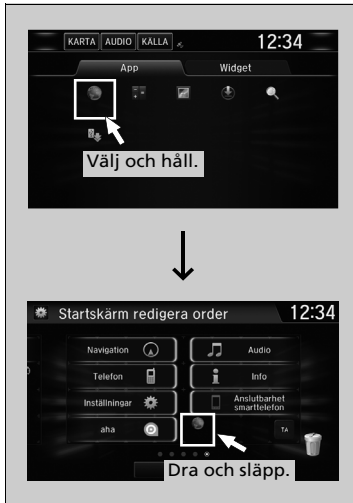 KARTA AUDIO KÄLLA 12:34
App Widget
Välj och håll.
Startskärm redigera order 12:34
Navigation Audio
Telefon Info
Inställningar Anslutbarhet
smarttelefon
aha TA
Dra och släpp.